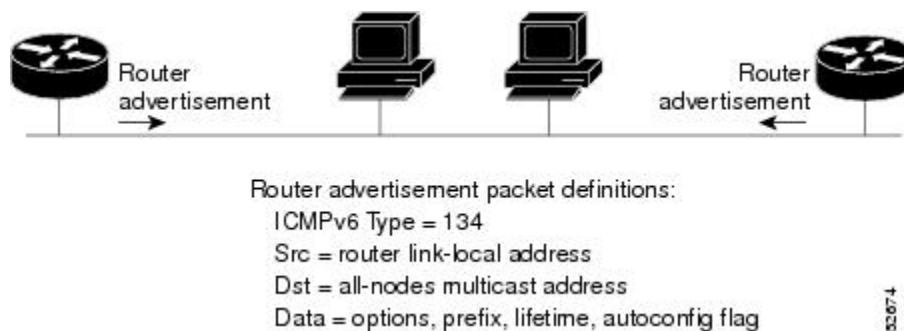 Router
advertisement
Router
advertisement
Router advertisement packet definitions:
ICMPv6 Type = 134
Src = router link-local address
Dst = all-nodes multicast address
Data = options, prefix, lifetime, autoconfig flag
52674